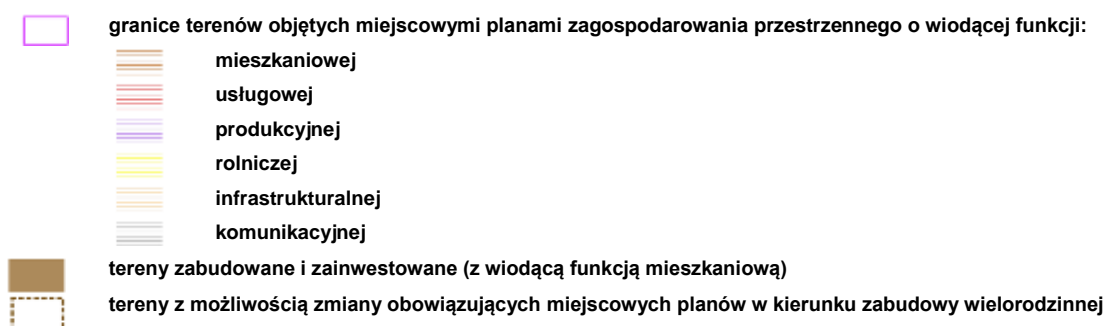 granice terenów objętych miejscowymi planami zagospodarowania przestrzennego o wiodącej funkcji:
mieszkaniowej
usługowej
produkcyjnej
rolniczej
infrastrukturalnej
komunikacyjnej
tereny zabudowane i zainwestowane (z wiodącą funkcją mieszkaniową)
tereny z możliwością zmiany obowiązujących miejscowych planów w kierunku zabudowy wielorodzinnej